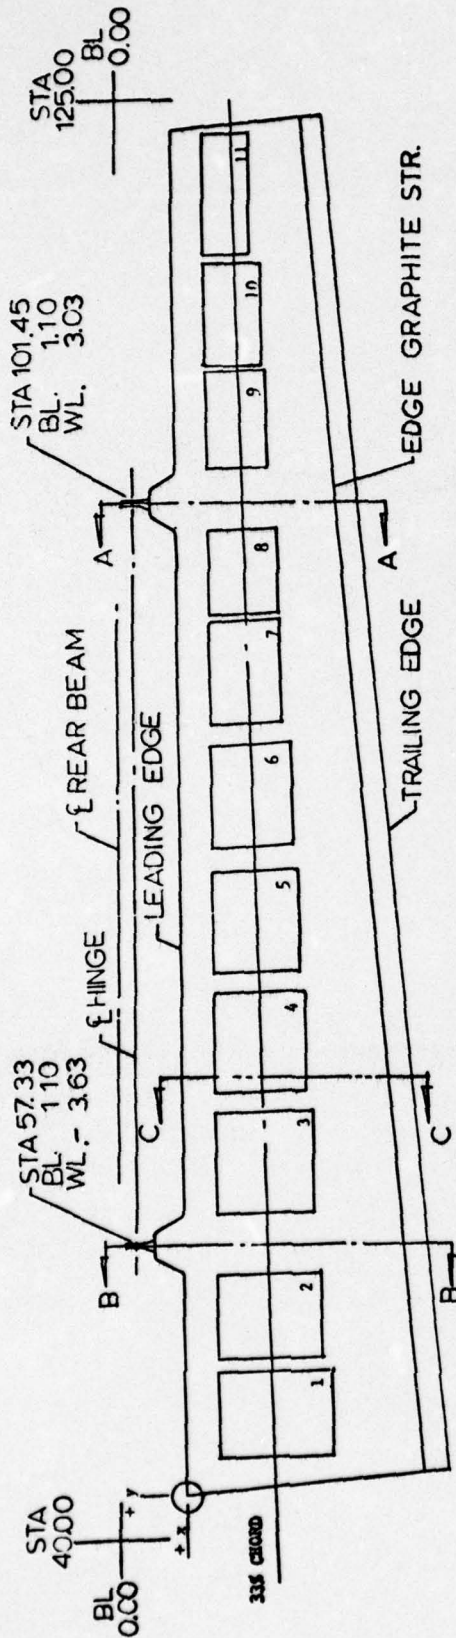 STA
40.00
BL
0.00
+ y
+ x
33% CHORD
STA 57.33
BL. 1.10
WL.- 3.63
B
B
C
C
℄ HINGE
℄ REAR BEAM
LEADING EDGE
STA 101.45
BL. 1.10
WL. 3.03
A
A
STA
125.00
BL
0.00
1
2
3
4
5
6
7
8
9
10
11
TRAILING EDGE
EDGE GRAPHITE STR.